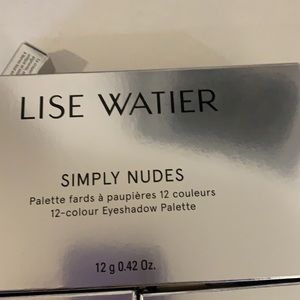 LISE WATIER
SIMPLY NUDES
Palette fards à paupières 12 couleurs
12-colour Eyeshadow Palette
12 g 0.42 Oz.